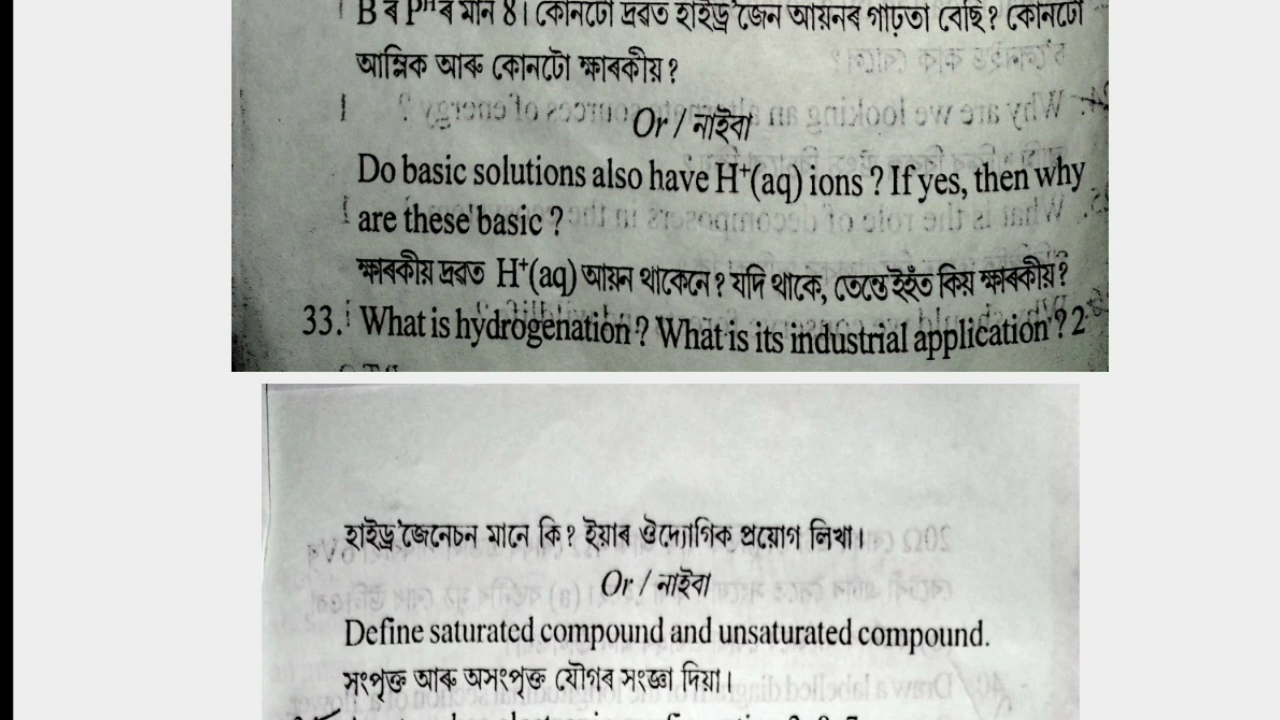 B ৰ Pᴴৰ মান 8। কোনটো দ্ৰৱত হাইড্ৰ'জেন আয়নৰ গাঢ়তা বেছি? কোনটো
আম্লিক আৰু কোনটো ক্ষাৰকীয়?
Or / নাইবা
Do basic solutions also have H⁺(aq) ions ? If yes, then why
are these basic ?
ক্ষাৰকীয় দ্ৰৱত H⁺(aq) আয়ন থাকেনে? যদি থাকে, তেন্তে ইহঁত কিয় ক্ষাৰকীয়?
33. What is hydrogenation ? What is its industrial application ? 2
হাইড্ৰ'জেনেচন মানে কি? ইয়াৰ ঔদ্যোগিক প্ৰয়োগ লিখা।
Or / নাইবা
Define saturated compound and unsaturated compound.
সংপৃক্ত আৰু অসংপৃক্ত যৌগৰ সংজ্ঞা দিয়া।